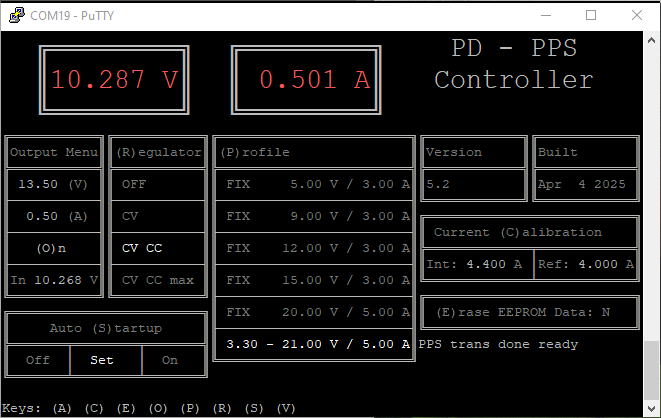 COM19 - PuTTY
10.287 V 0.501 A PD - PPS
Controller
Output Menu (R)egulator (P)rofile Version Built
13.50 (V) OFF FIX 5.00 V / 3.00 A 5.2 Apr 4 2025
0.50 (A) CV FIX 9.00 V / 3.00 A Current (C)alibration
(O)n CV CC FIX 12.00 V / 3.00 A Int: 4.400 A Ref: 4.000 A
In 10.268 V CV CC max FIX 15.00 V / 3.00 A
FIX 20.00 V / 5.00 A (E)rase EEPROM Data: N
Auto (S)tartup 3.30 - 21.00 V / 5.00 A PPS trans done ready
Off Set On
Keys: (A) (C) (E) (O) (P) (R) (S) (V)